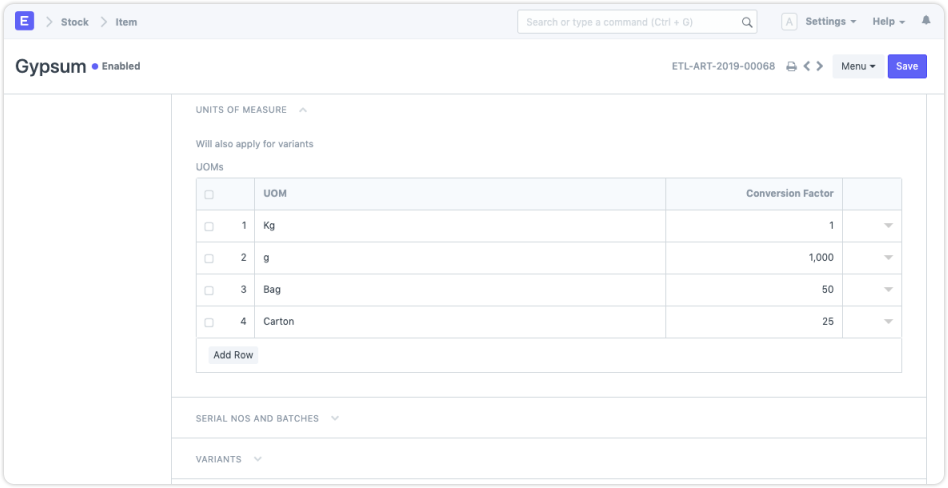 E Stock Item Search or type a command (Ctrl + G) A Settings Help
Gypsum Enabled ETL-ART-2019-00068 Menu Save
UNITS OF MEASURE
Will also apply for variants
UOMs
UOM Conversion Factor
1 Kg 1
2 g 1,000
3 Bag 50
4 Carton 25
Add Row
SERIAL NOS AND BATCHES
VARIANTS